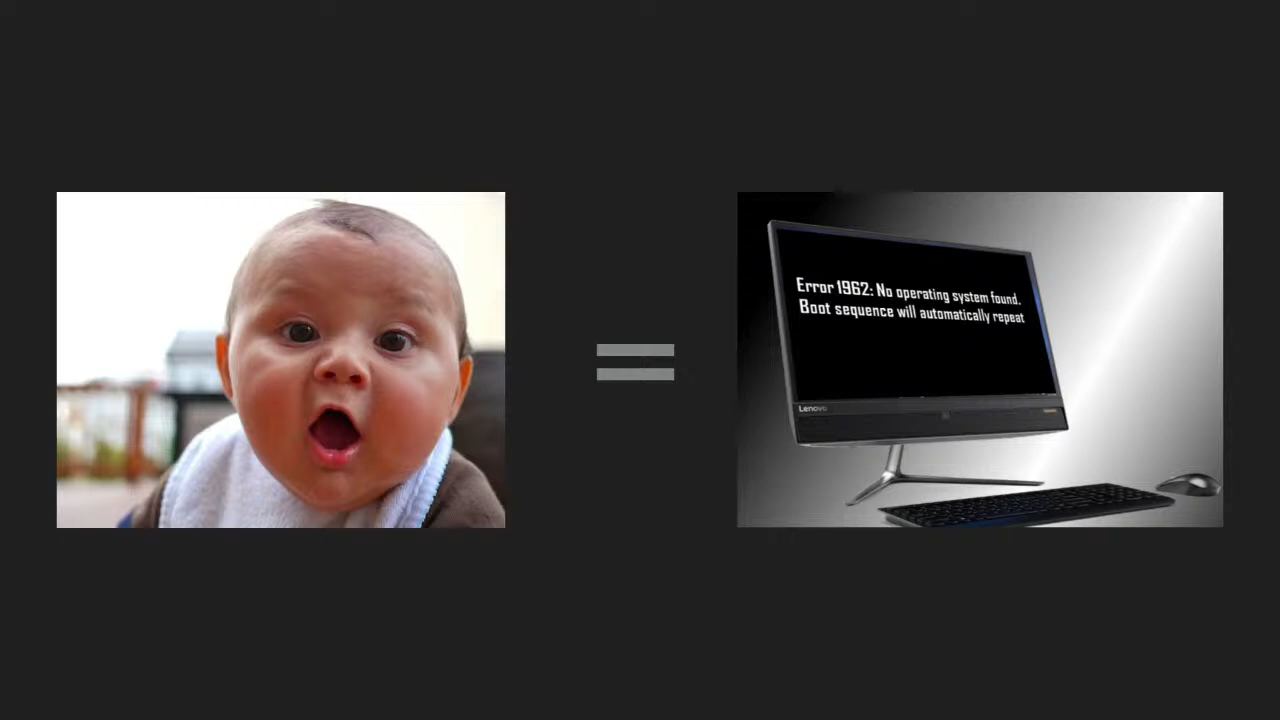 Error 1962: No operating system found.
Boot sequence will automatically repeat
Lenovo